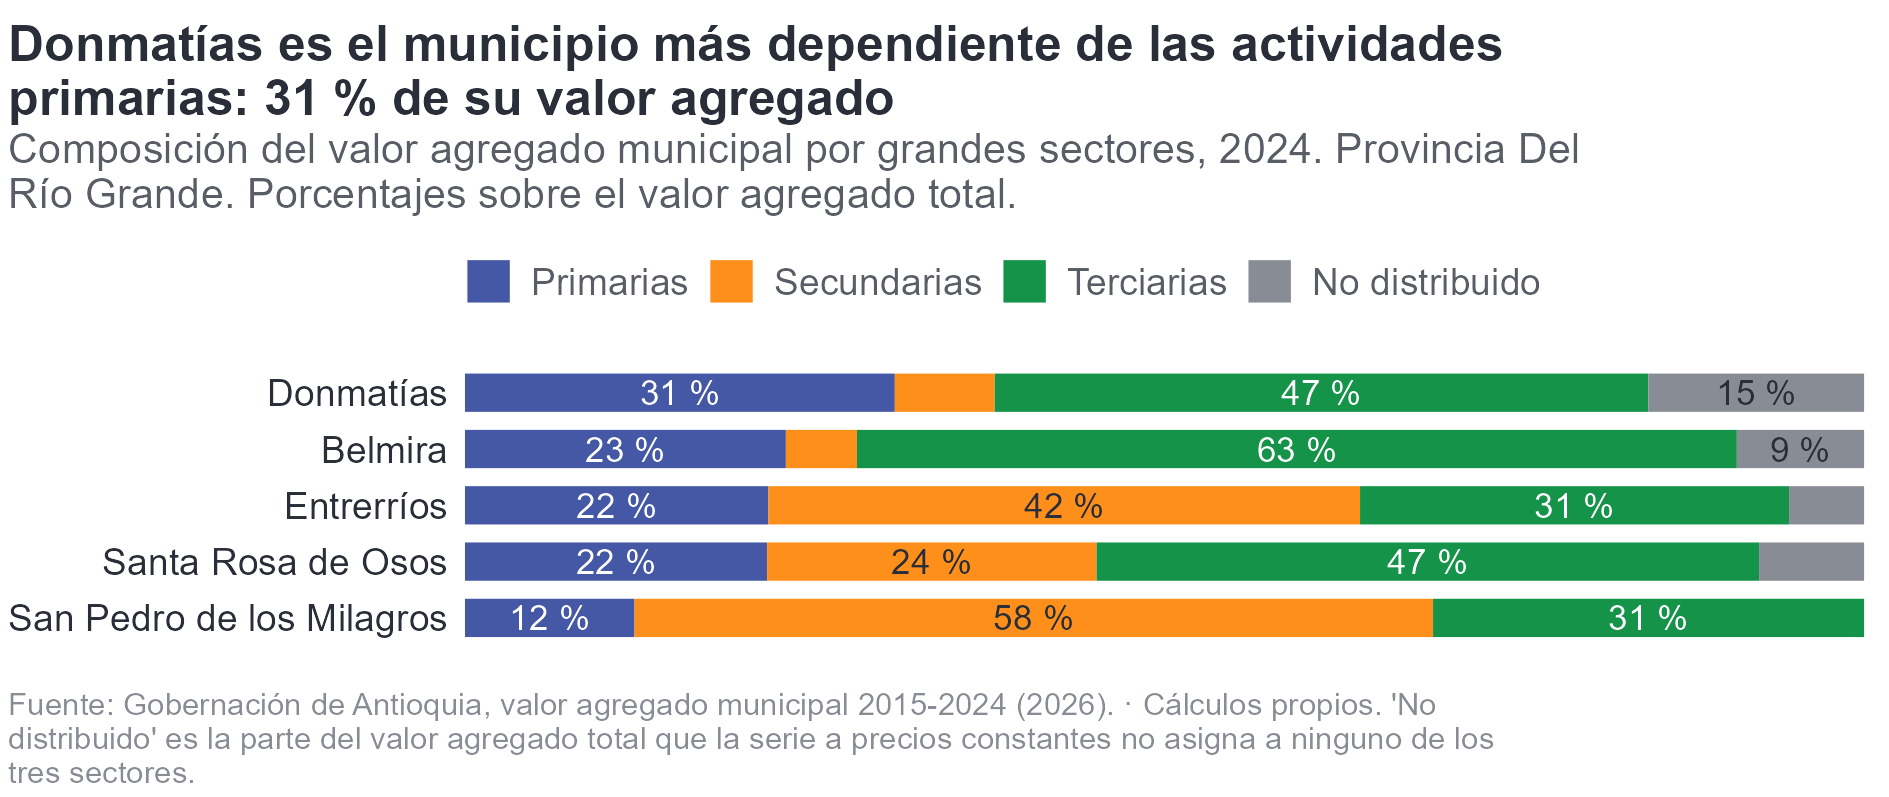 Donmatías es el municipio más dependiente de las actividades
primarias: 31 % de su valor agregado
Composición del valor agregado municipal por grandes sectores, 2024. Provincia Del
Río Grande. Porcentajes sobre el valor agregado total.
Primarias Secundarias Terciarias No distribuido
Donmatías 31 % 47 % 15 %
Belmira 23 % 63 % 9 %
Entrerríos 22 % 42 % 31 %
Santa Rosa de Osos 22 % 24 % 47 %
San Pedro de los Milagros 12 % 58 % 31 %
Fuente: Gobernación de Antioquia, valor agregado municipal 2015-2024 (2026). · Cálculos propios. 'No
distribuido' es la parte del valor agregado total que la serie a precios constantes no asigna a ninguno de los
tres sectores.